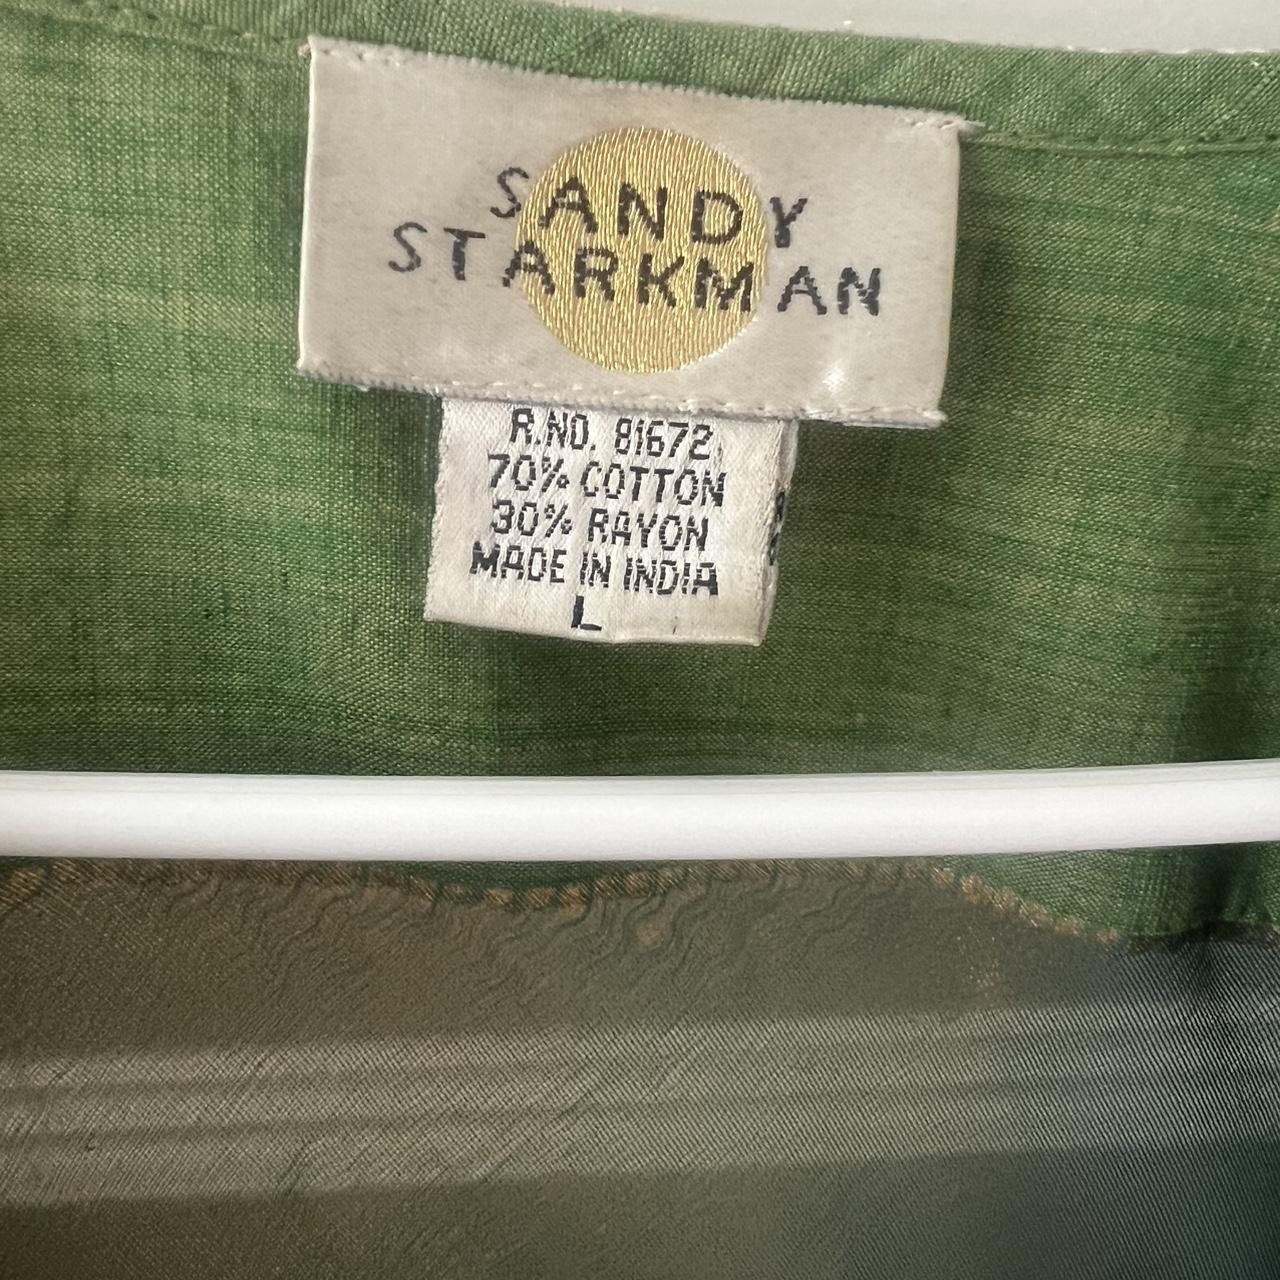 SANDY
STARKMAN
R.NO. 81672
70% COTTON
30% RAYON
MADE IN INDIA
L